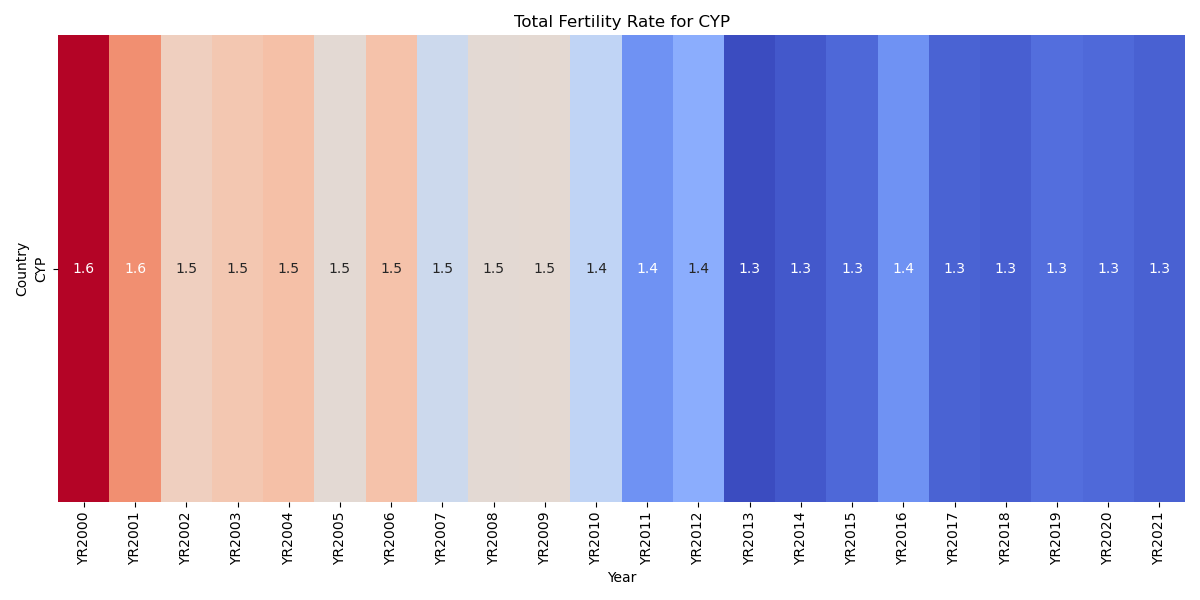 Total Fertility Rate for CYP
Country
CYP
1.6 1.6 1.5 1.5 1.5 1.5 1.5 1.5 1.5 1.5 1.4 1.4 1.4 1.3 1.3 1.3 1.4 1.3 1.3 1.3 1.3 1.3
YR2000 YR2001 YR2002 YR2003 YR2004 YR2005 YR2006 YR2007 YR2008 YR2009 YR2010 YR2011 YR2012 YR2013 YR2014 YR2015 YR2016 YR2017 YR2018 YR2019 YR2020 YR2021
Year